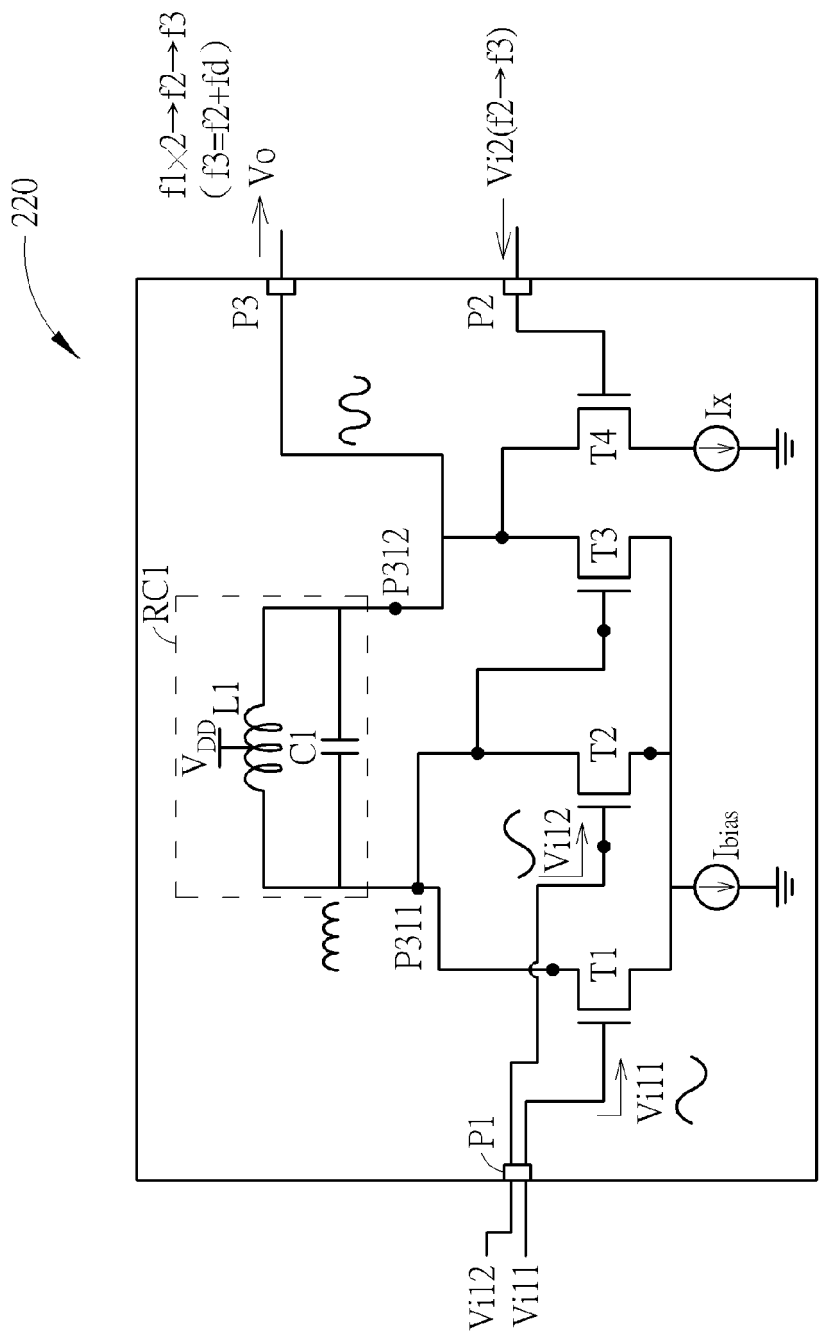 220
f1×2→f2→f3
(f3=f2+fd)
Vo
P3
RC1
VDD
L1
C1
P312
P311
Vi2(f2→f3)
P2
Vi12
Vi11
P1
Vi12
Vi11
T1
T2
T3
T4
Ibias
Ix